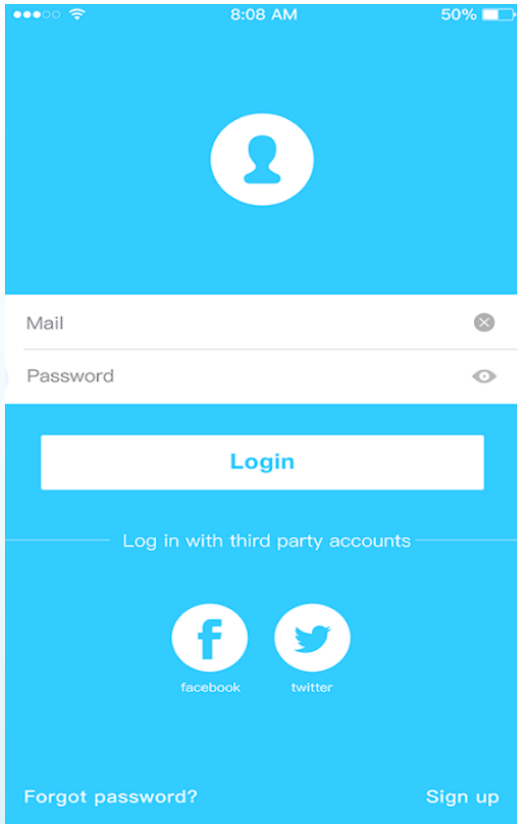 8:08 AM 50%
Mail
Password
Login
Log in with third party accounts
facebook twitter
Forgot password? Sign up